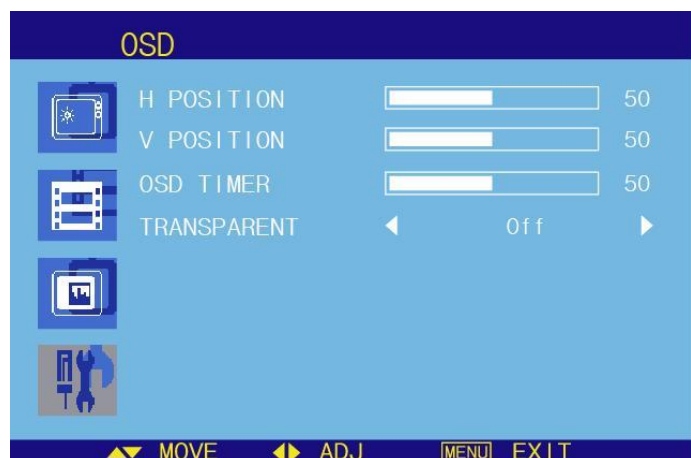 OSD
H POSITION 50
V POSITION 50
OSD TIMER 50
TRANSPARENT Off
MOVE ADJ MENU EXIT